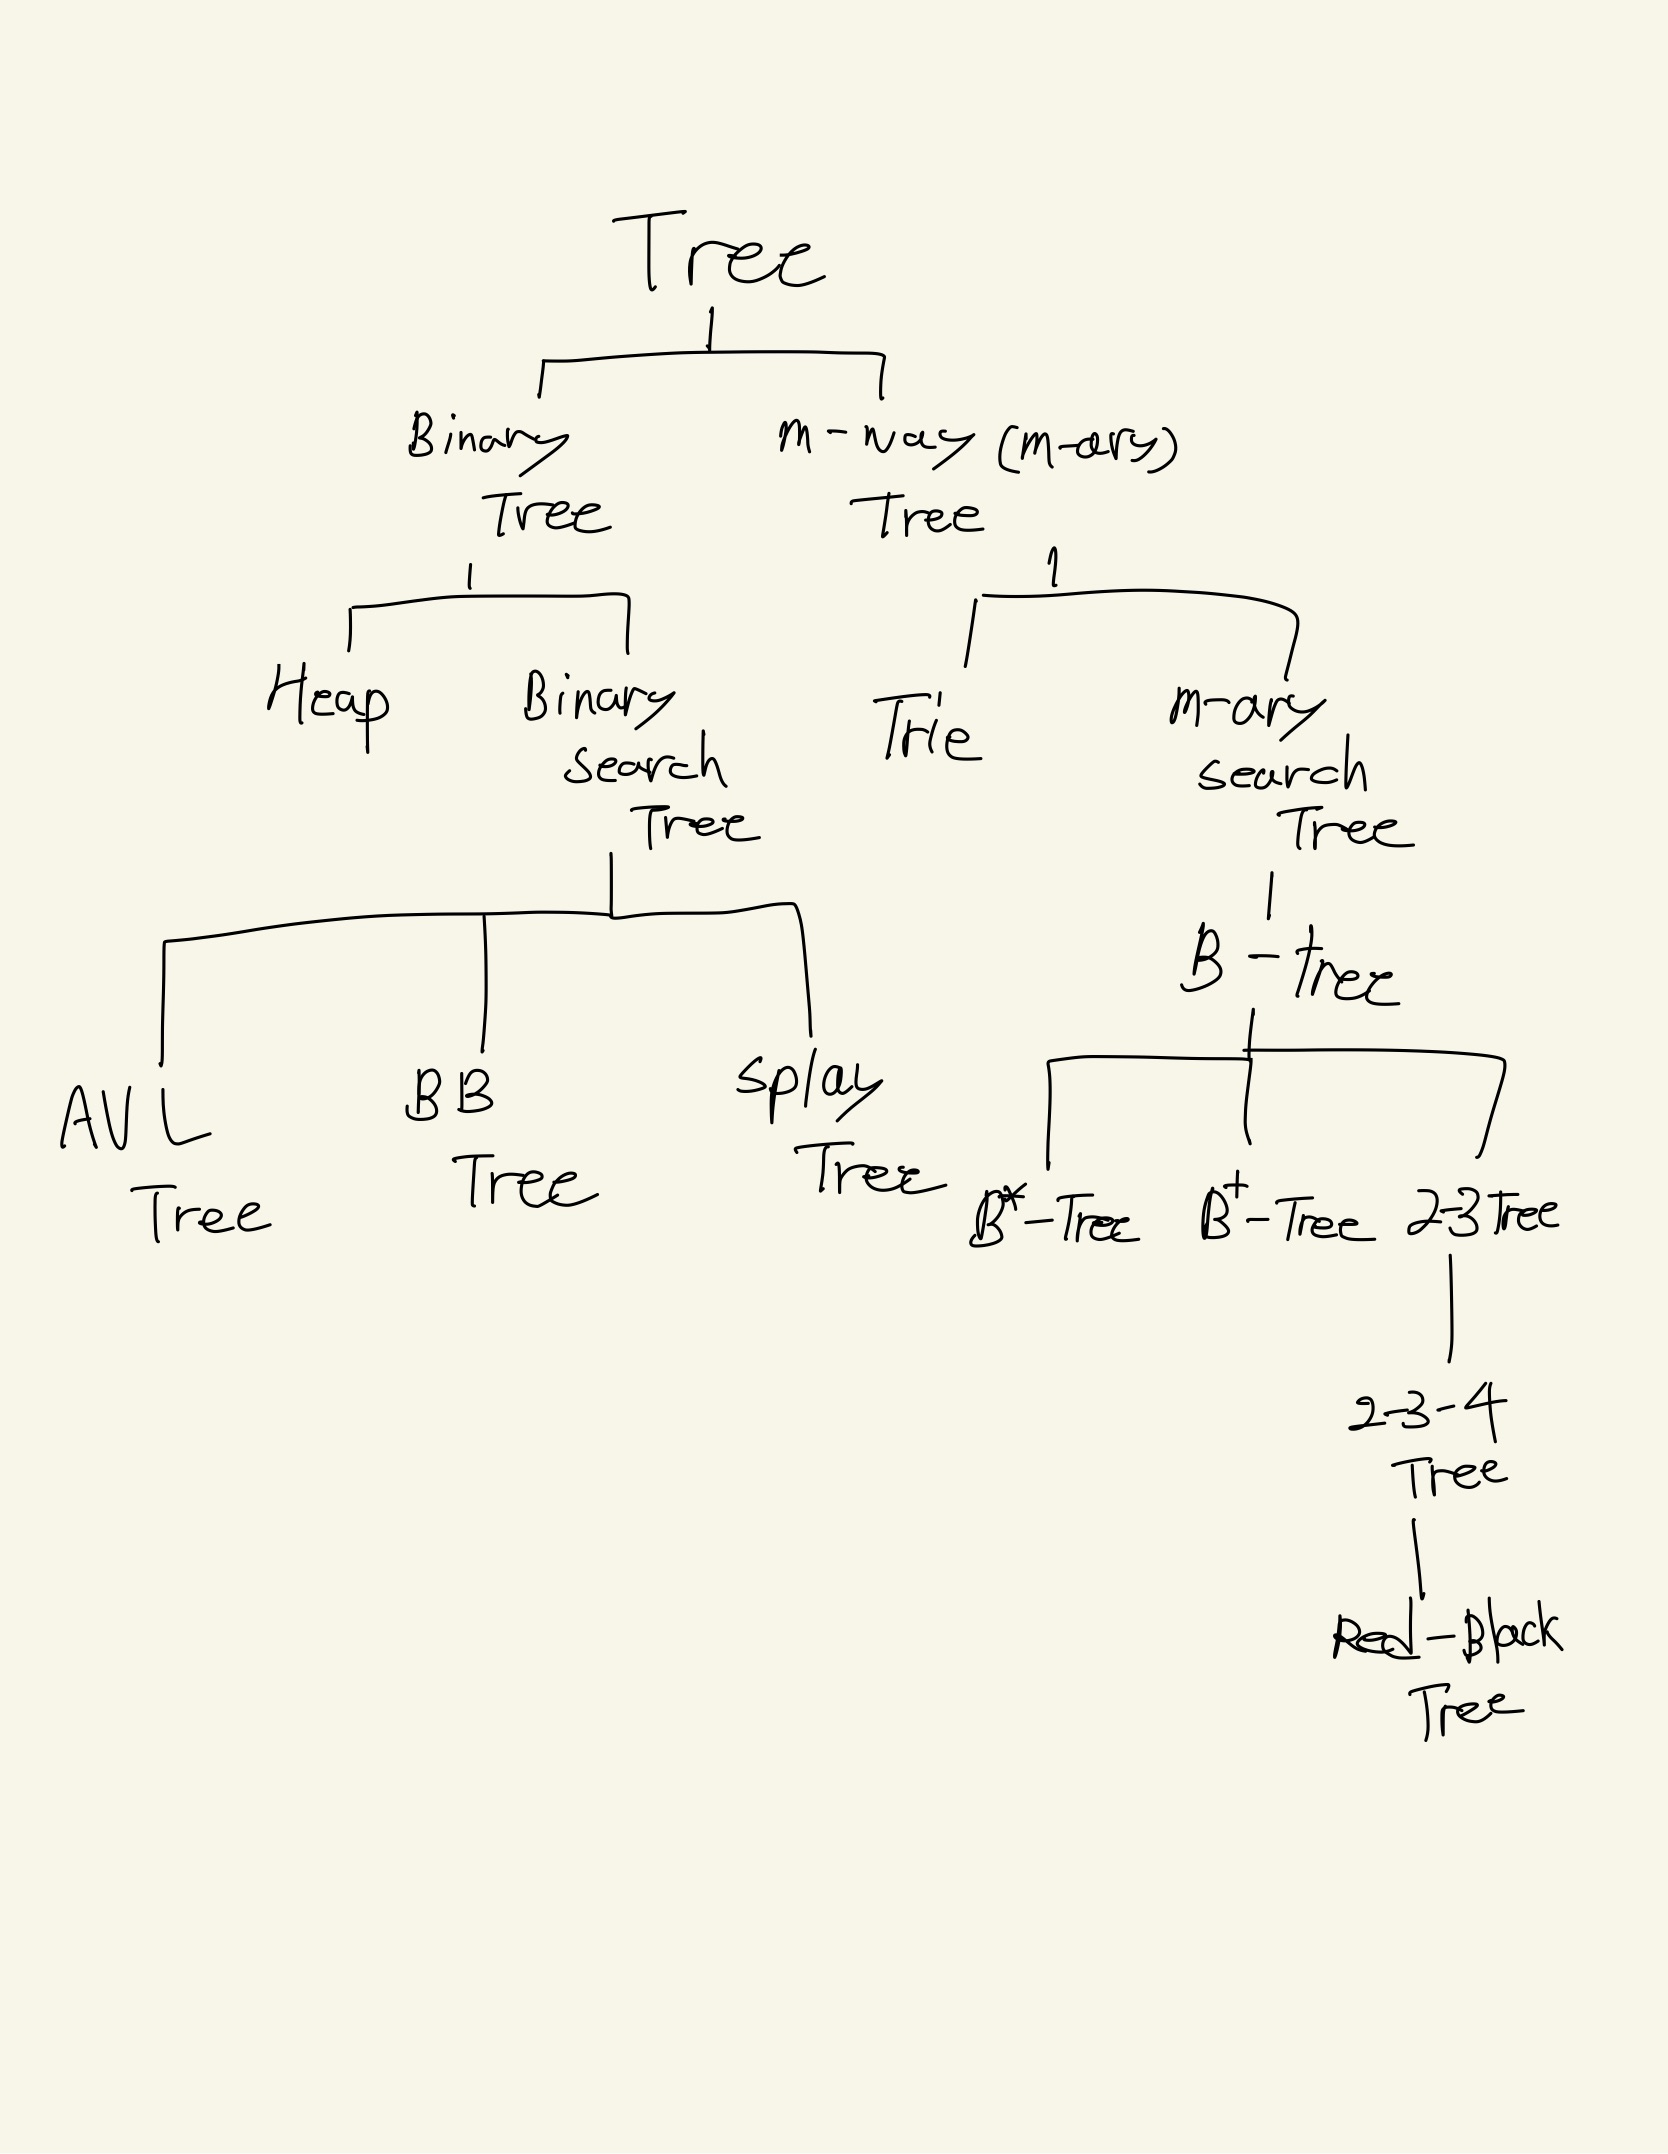 Tree
Binary
Tree
m-way (m-ary)
Tree
Heap
Binary
search
Tree
Trie
m-ary
search
Tree
AVL
Tree
BB
Tree
Splay
Tree
B-tree
B*-Tree
B+-Tree
2-3 Tree
2-3-4
Tree
Red-Black
Tree